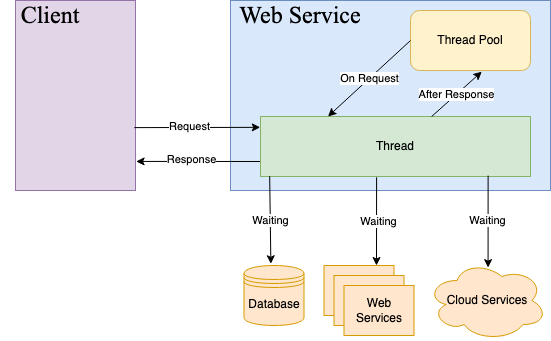 Client
Web Service
Thread Pool
On Request
After Response
Request
Thread
Response
Waiting
Waiting
Waiting
Database
Web
Services
Cloud Services